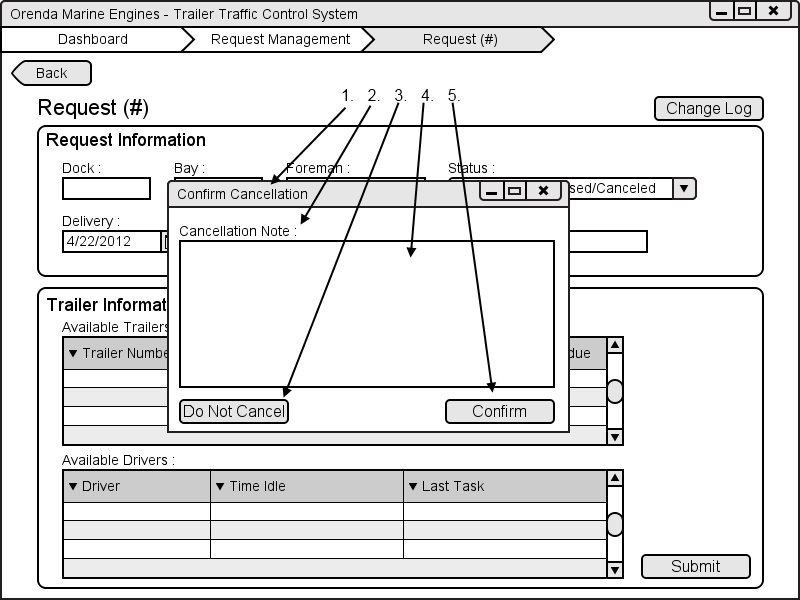 Orenda Marine Engines - Trailer Traffic Control System
Dashboard
Request Management
Request (#)
Back
1. 2. 3. 4. 5.
Request (#)
Change Log
Request Information
Dock :
Bay :
Foreman :
Status :
sed/Canceled
Confirm Cancellation
Delivery :
4/22/2012
Cancellation Note :
Trailer Informat
Available Trailers
Trailer Numbe
due
Do Not Cancel
Confirm
Available Drivers :
Driver
Time Idle
Last Task
Submit